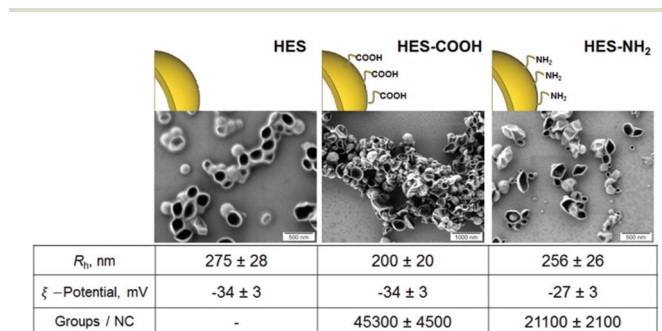 HES
HES-COOH
HES-NH₂
COOH
COOH
COOH
NH₂
NH₂
NH₂
500 nm
1000 nm
500 nm
Rₕ, nm 275 ± 28 200 ± 20 256 ± 26
ξ –Potential, mV -34 ± 3 -34 ± 3 -27 ± 3
Groups / NC - 45300 ± 4500 21100 ± 2100